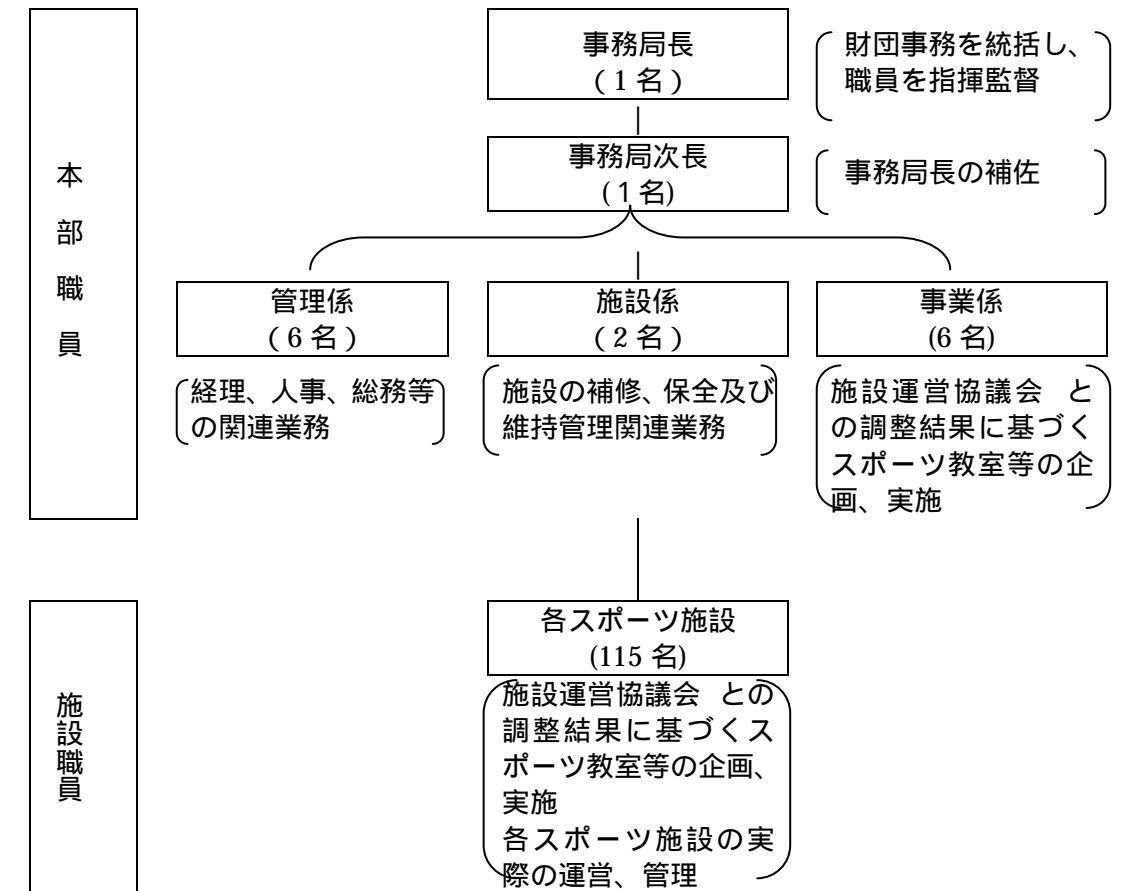 本部職員
事務局長
(1名)
財団事務を統括し、
職員を指揮監督
事務局次長
(1名)
事務局長の補佐
管理係
(6名)
施設係
(2名)
事業係
(6名)
経理、人事、総務等
の関連業務
施設の補修、保全及び
維持管理関連業務
施設運営協議会 と
の調整結果に基づく
スポーツ教室等の企
画、実施
施設職員
各スポーツ施設
(115名)
施設運営協議会 との
調整結果に基づくス
ポーツ教室等の企画、
実施
各スポーツ施設の実
際の運営、管理